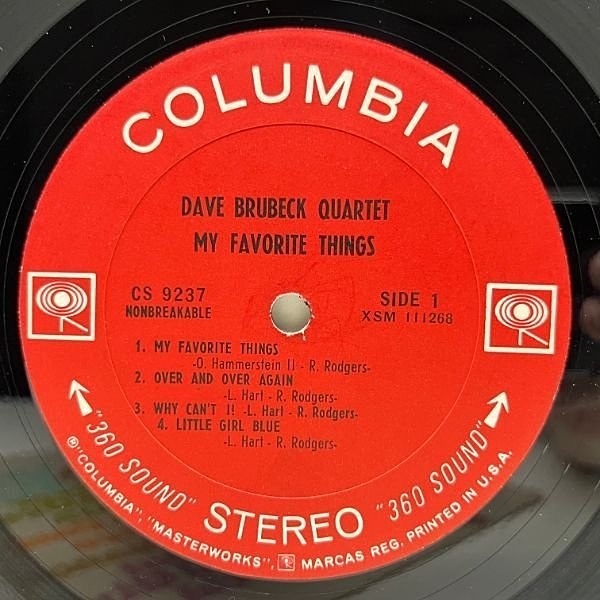 COLUMBIA
DAVE BRUBECK QUARTET
MY FAVORITE THINGS
CS 9237
NONBREAKABLE
SIDE 1
XSM 111268
1. MY FAVORITE THINGS
-O. Hammerstein II - R. Rodgers-
2. OVER AND OVER AGAIN
-L. Hart - R. Rodgers-
3. WHY CAN'T I! -L. Hart - R. Rodgers-
4. LITTLE GIRL BLUE
-L. Hart - R. Rodgers-
"360 SOUND" STEREO "360 SOUND"
Ⓡ"COLUMBIA", "MASTERWORKS", MARCAS REG. PRINTED IN U.S.A.